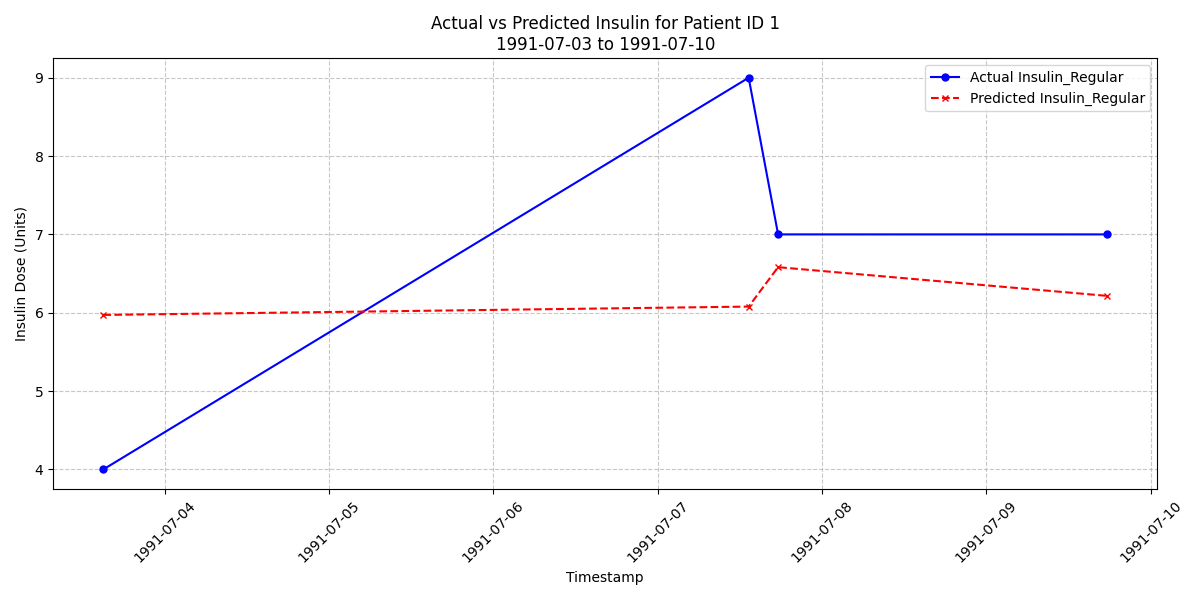 Actual vs Predicted Insulin for Patient ID 1
1991-07-03 to 1991-07-10
Actual Insulin_Regular
Predicted Insulin_Regular
Insulin Dose (Units)
9
8
7
6
5
4
1991-07-04
1991-07-05
1991-07-06
1991-07-07
1991-07-08
1991-07-09
1991-07-10
Timestamp